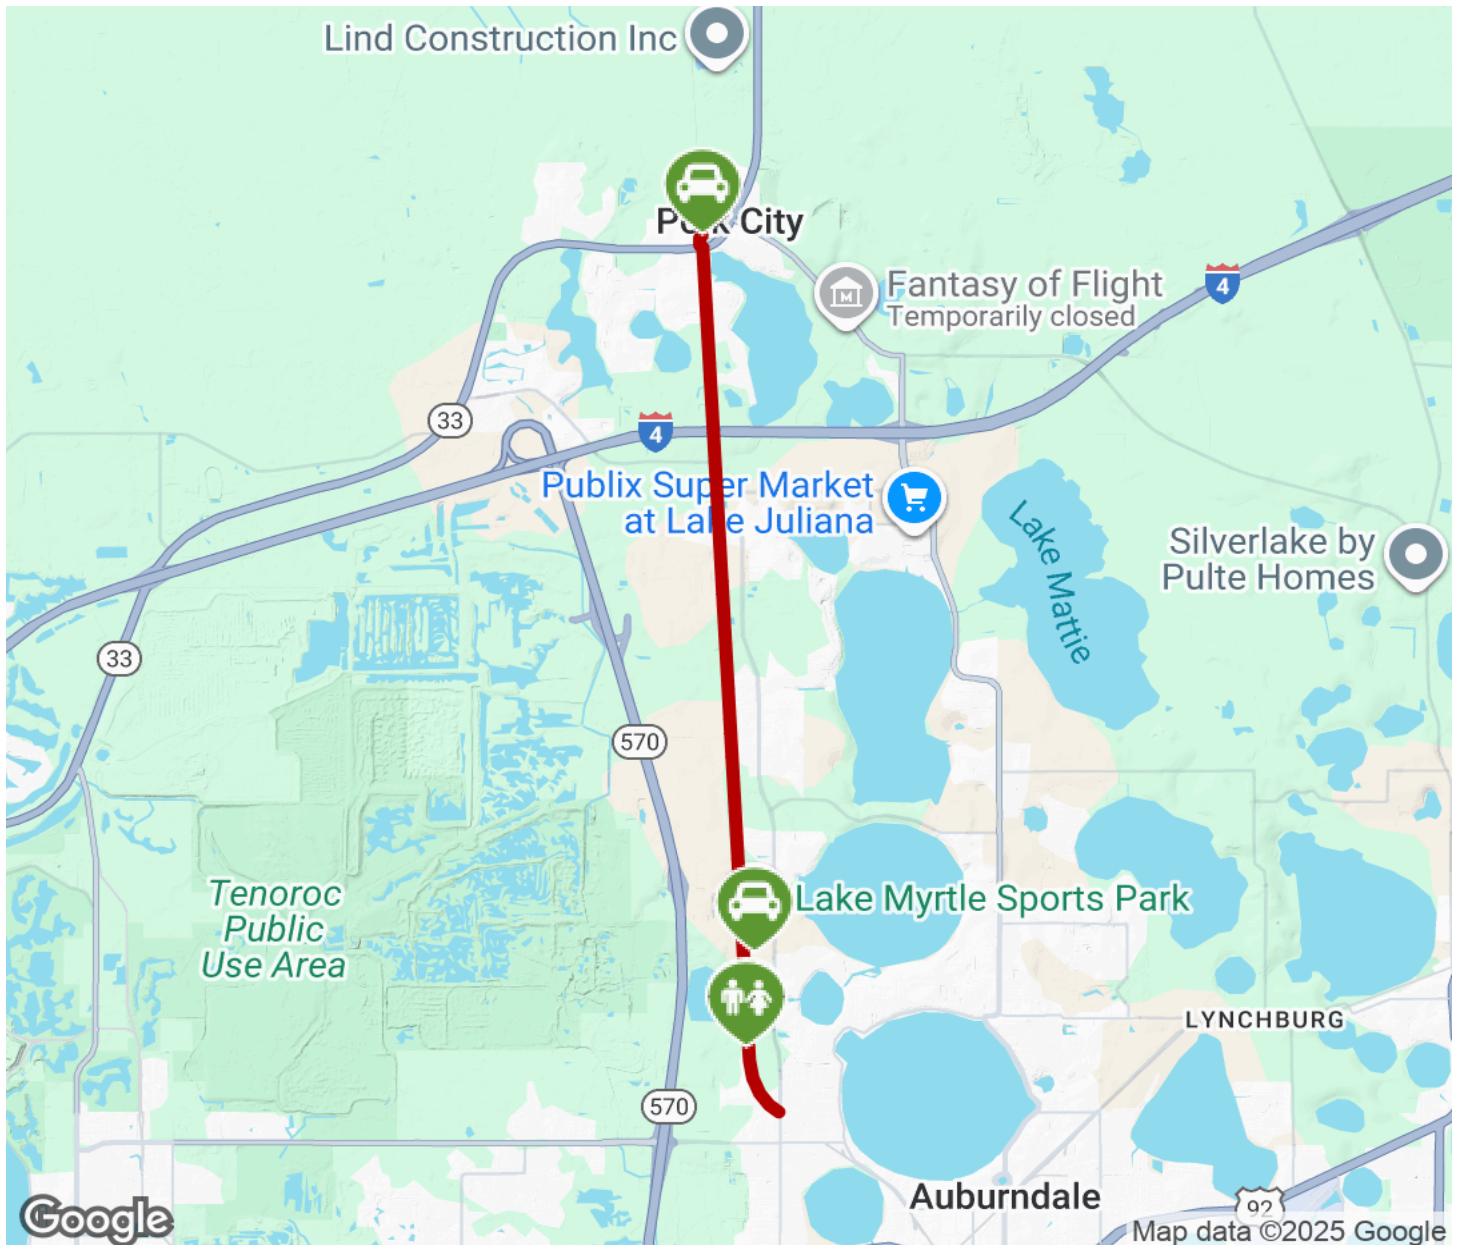 Lind Construction Inc
City
Fantasy of Flight
Temporarily closed
4
33
4
Publix Super Market
at Lake Juliana
Lake Mattie
Silverlake by
Pulte Homes
33
570
M
Tenoroc
Public
Use Area
Lake Myrtle Sports Park
LYNCHBURG
570
Auburndale
92
Google
Map data ©2025 Google